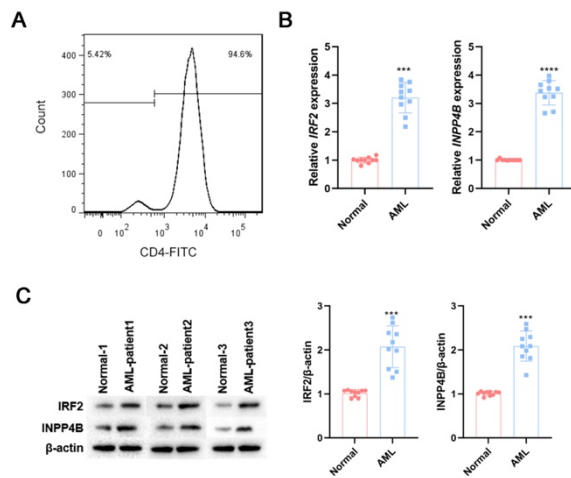 A
5.42%
94.6%
400
300
200
100
50
0
Count
0 10^2 10^3 10^4 10^5
CD4-FITC
B
Relative IRF2 expression
5
4
3
2
1
0
***
Normal
AML
Relative INPP4B expression
5
4
3
2
1
0
****
Normal
AML
C
Normal-1
AML-patient1
Normal-2
AML-patient2
Normal-3
AML-patient3
IRF2
INPP4B
β-actin
IRF2/β-actin
3
2
1
0
***
Normal
AML
INPP4B/β-actin
3
2
1
0
***
Normal
AML